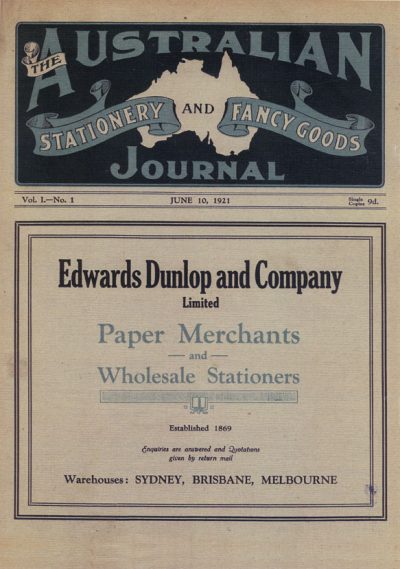 THE
AUSTRALIAN
STATIONERY AND FANCY GOODS
JOURNAL
Vol. I.—No. 1
JUNE 10, 1921
Single Copies 9d.
Edwards Dunlop and Company
Limited
Paper Merchants
— and —
Wholesale Stationers
Established 1869
Enquiries are answered and Quotations
given by return mail
Warehouses: SYDNEY, BRISBANE, MELBOURNE